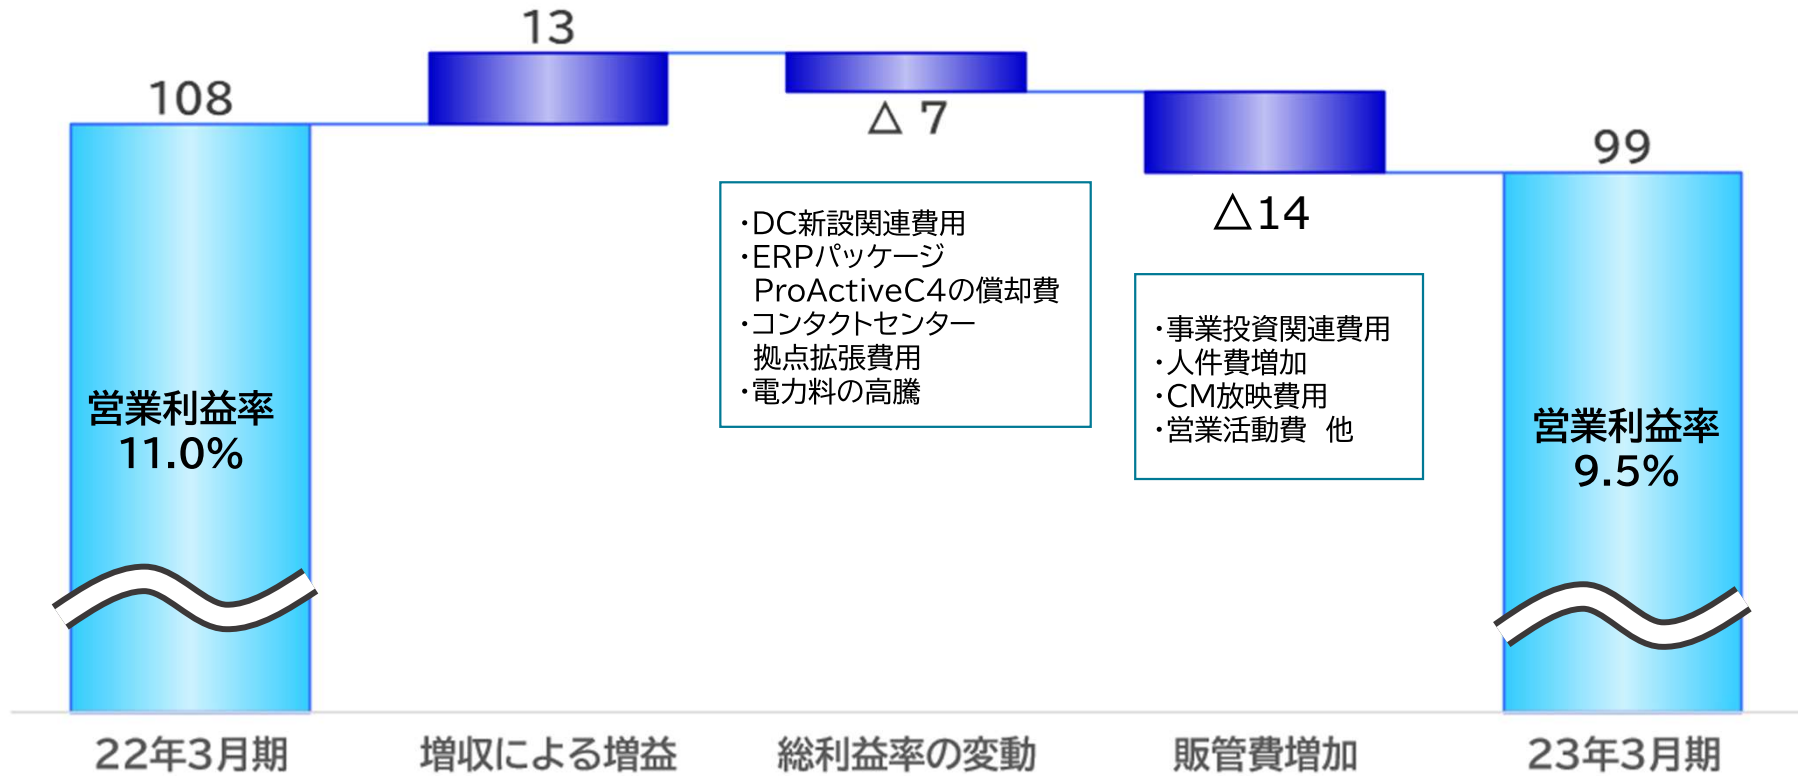 108
13
△ 7
△14
99
・DC新設関連費用
・ERPパッケージ
ProActiveC4の償却費
・コンタクトセンター
拠点拡張費用
・電力料の高騰
・事業投資関連費用
・人件費増加
・CM放映費用
・営業活動費　他
営業利益率
11.0%
営業利益率
9.5%
22年3月期
増収による増益
総利益率の変動
販管費増加
23年3月期